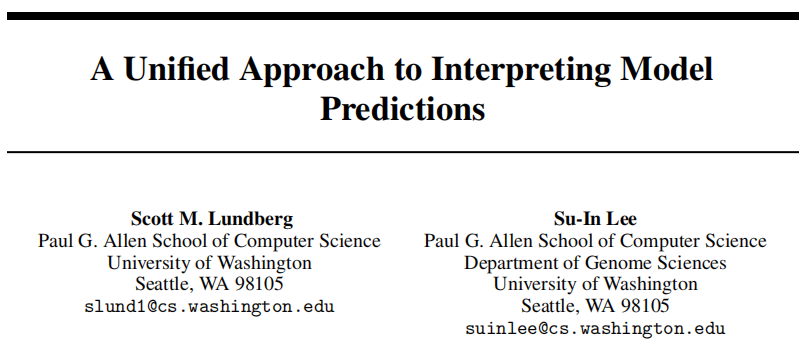 A Unified Approach to Interpreting Model
Predictions
Scott M. Lundberg
Paul G. Allen School of Computer Science
University of Washington
Seattle, WA 98105
slund1@cs.washington.edu
Su-In Lee
Paul G. Allen School of Computer Science
Department of Genome Sciences
University of Washington
Seattle, WA 98105
suinlee@cs.washington.edu